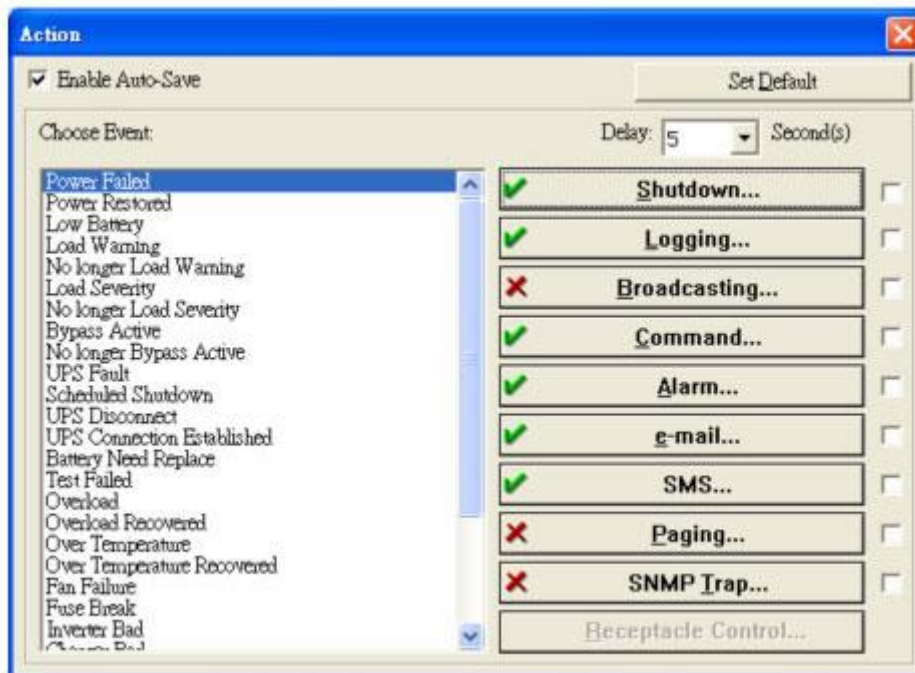 Action
Enable Auto-Save
Set Default
Choose Event:
Delay: 5 Second(s)
Power Failed
Power Restored
Low Battery
Load Warning
No longer Load Warning
Load Severity
No longer Load Severity
Bypass Active
No longer Bypass Active
UPS Fault
Scheduled Shutdown
UPS Disconnect
UPS Connection Established
Battery Need Replace
Test Failed
Overload
Overload Recovered
Over Temperature
Over Temperature Recovered
Fan Failure
Fuse Break
Inverter Bad
Shutdown...
Logging...
Broadcasting...
Command...
Alarm...
e-mail...
SMS...
Paging...
SNMP Trap...
Receptacle Control...